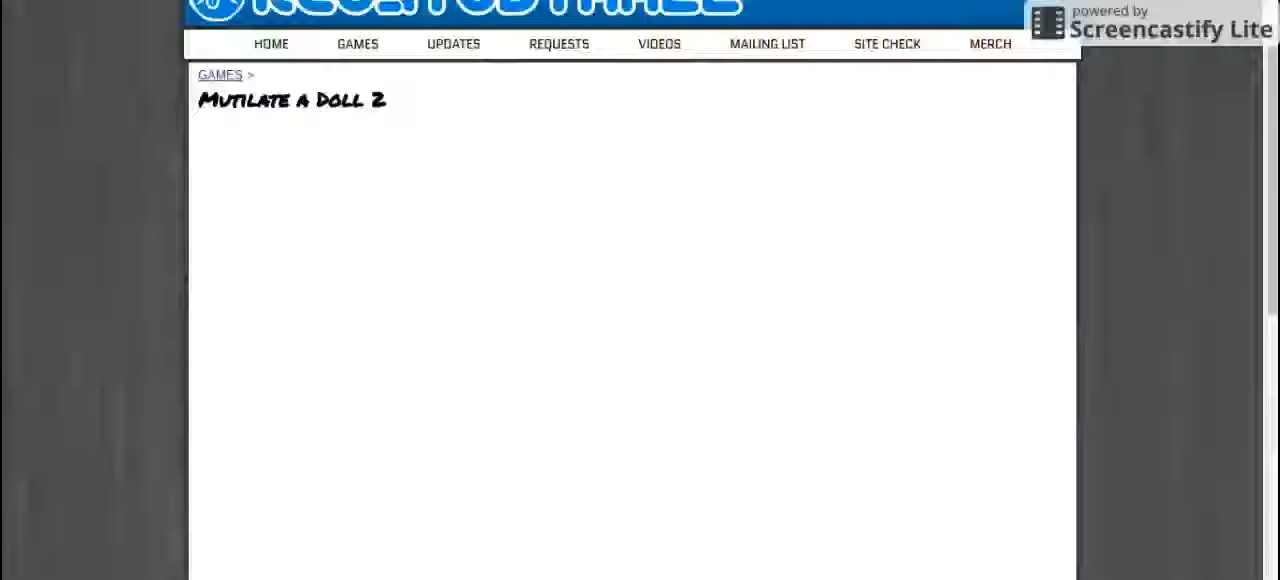 powered by
Screencastify Lite
HOME GAMES UPDATES REQUESTS VIDEOS MAILING LIST SITE CHECK MERCH
GAMES >
MUTILATE A DOLL 2